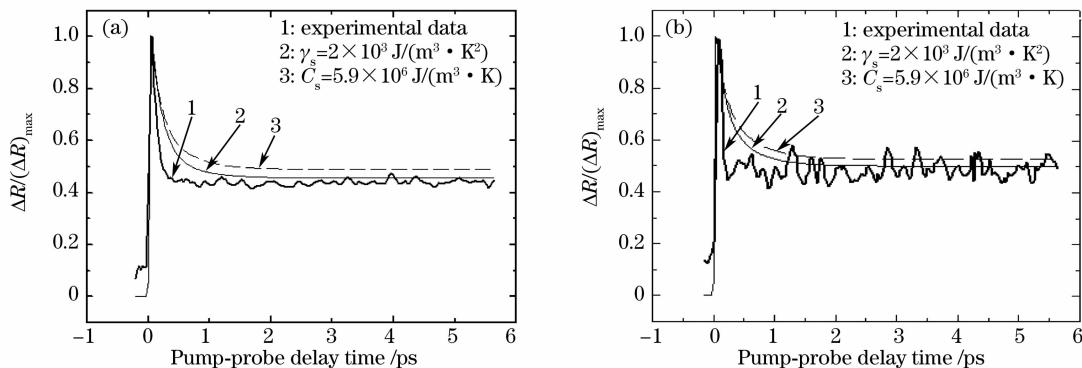 (a)
1: experimental data
2: γs=2×10³ J/(m³・K²)
3: Cs=5.9×10⁶ J/(m³・K)
1.0
0.8
0.6
0.4
0.2
0
1
2
3
ΔR/(ΔR)max
−1 0 1 2 3 4 5 6
Pump-probe delay time /ps
(b)
1: experimental data
2: γs=2×10³ J/(m³・K²)
3: Cs=5.9×10⁶ J/(m³・K)
1.0
0.8
0.6
0.4
0.2
0
1
2
3
ΔR/(ΔR)max
−1 0 1 2 3 4 5 6
Pump-probe delay time /ps